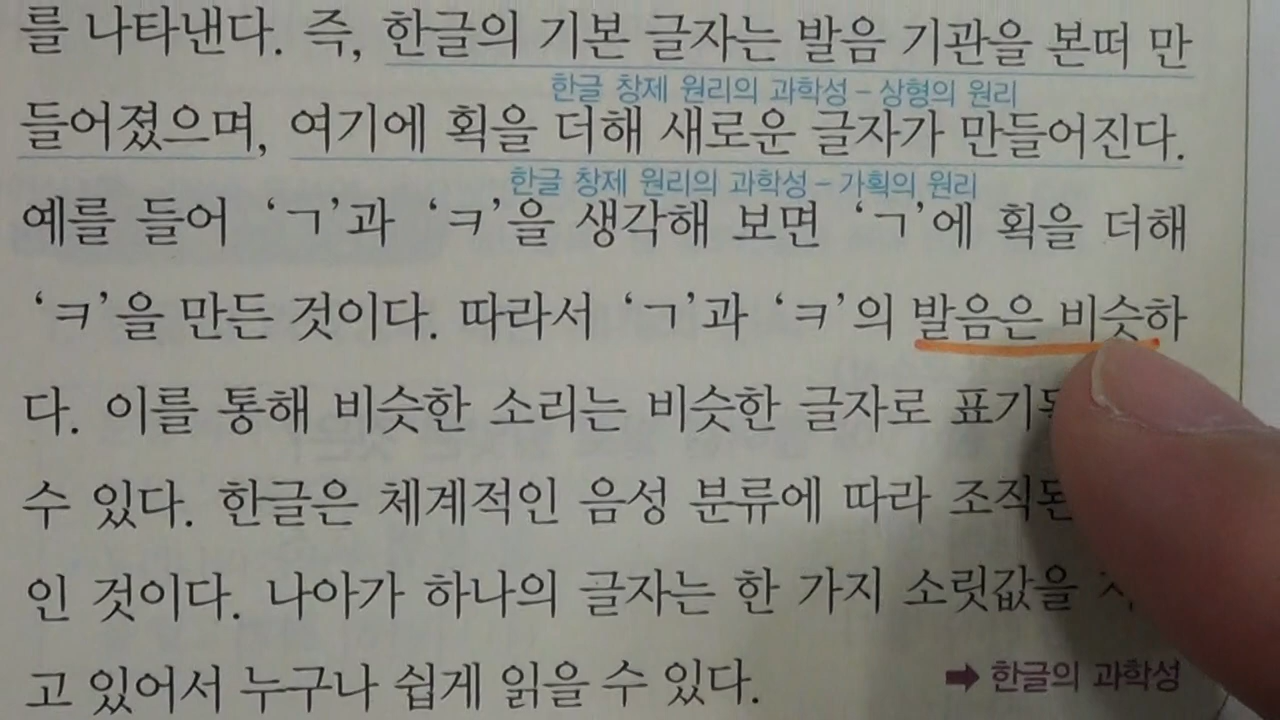 를 나타낸다. 즉, 한글의 기본 글자는 발음 기관을 본떠 만
한글 창제 원리의 과학성 – 상형의 원리
들어졌으며, 여기에 획을 더해 새로운 글자가 만들어진다.
한글 창제 원리의 과학성 – 가획의 원리
예를 들어 ‘ㄱ’과 ‘ㅋ’을 생각해 보면 ‘ㄱ’에 획을 더해
‘ㅋ’을 만든 것이다. 따라서 ‘ㄱ’과 ‘ㅋ’의 발음은 비슷하
다. 이를 통해 비슷한 소리는 비슷한 글자로
수 있다. 한글은 체계적인 음성 분류에 따라
인 것이다. 나아가 하나의 글자는 한 가지 소릿값을
고 있어서 누구나 쉽게 읽을 수 있다.
➡ 한글의 과학성